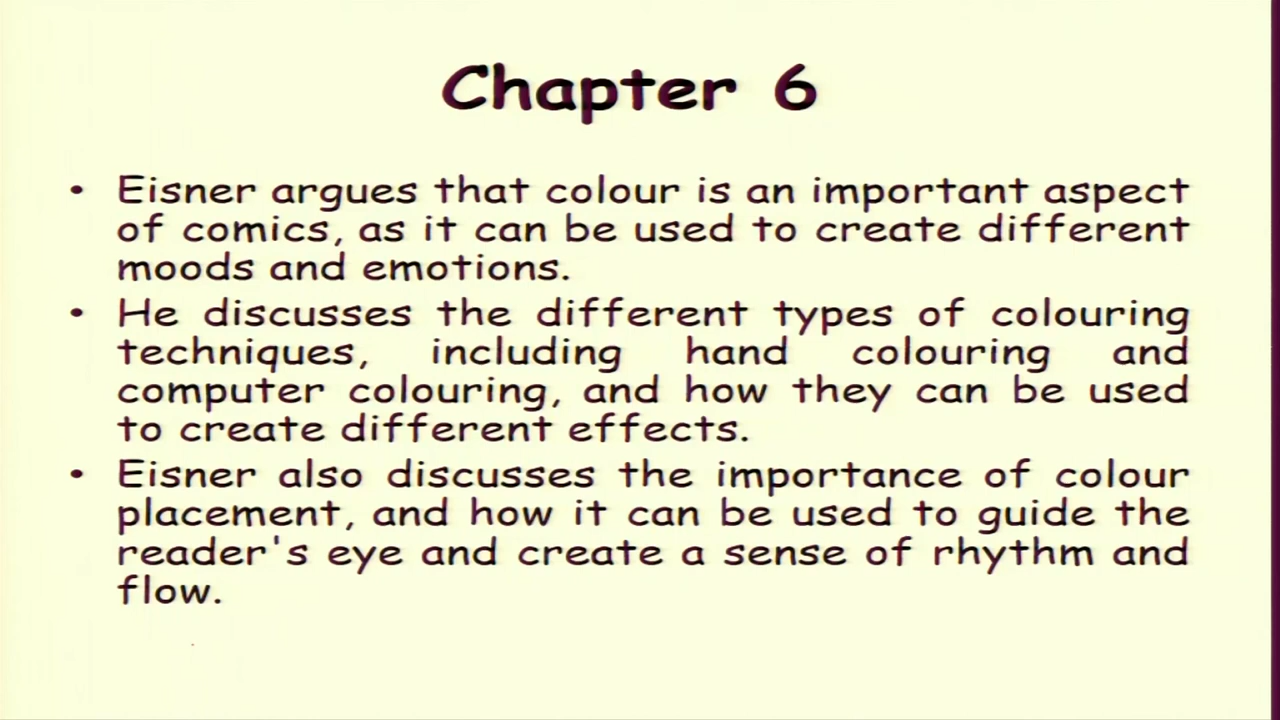 Chapter 6
• Eisner argues that colour is an important aspect
of comics, as it can be used to create different
moods and emotions.
• He discusses the different types of colouring
techniques, including hand colouring and
computer colouring, and how they can be used
to create different effects.
• Eisner also discusses the importance of colour
placement, and how it can be used to guide the
reader's eye and create a sense of rhythm and
flow.